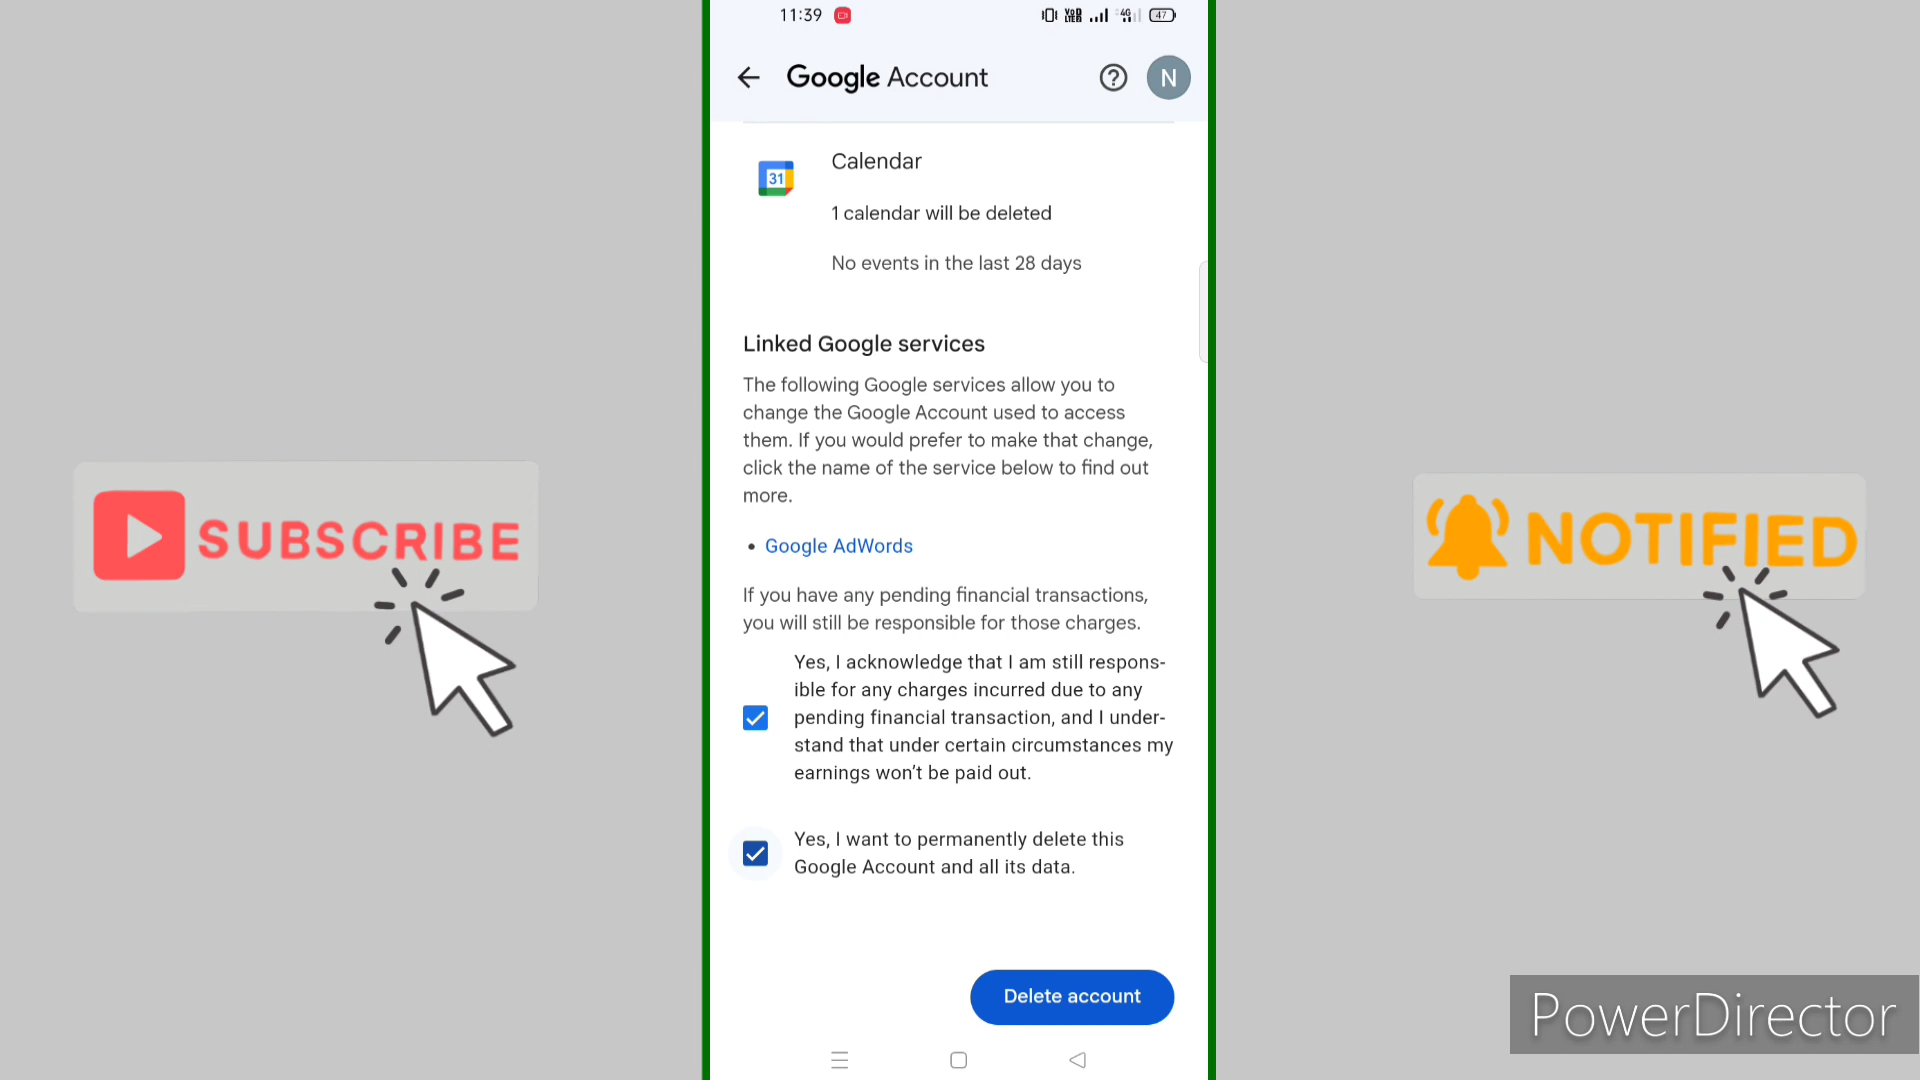 11:39
VoD LTE2
4G
47
Google Account
N
31
Calendar
1 calendar will be deleted
No events in the last 28 days
Linked Google services
The following Google services allow you to
change the Google Account used to access
them. If you would prefer to make that change,
click the name of the service below to find out
more.
• Google AdWords
If you have any pending financial transactions,
you will still be responsible for those charges.
Yes, I acknowledge that I am still respons-
ible for any charges incurred due to any
pending financial transaction, and I under-
stand that under certain circumstances my
earnings won't be paid out.
Yes, I want to permanently delete this
Google Account and all its data.
Delete account
SUBSCRIBE
NOTIFIED
PowerDirector